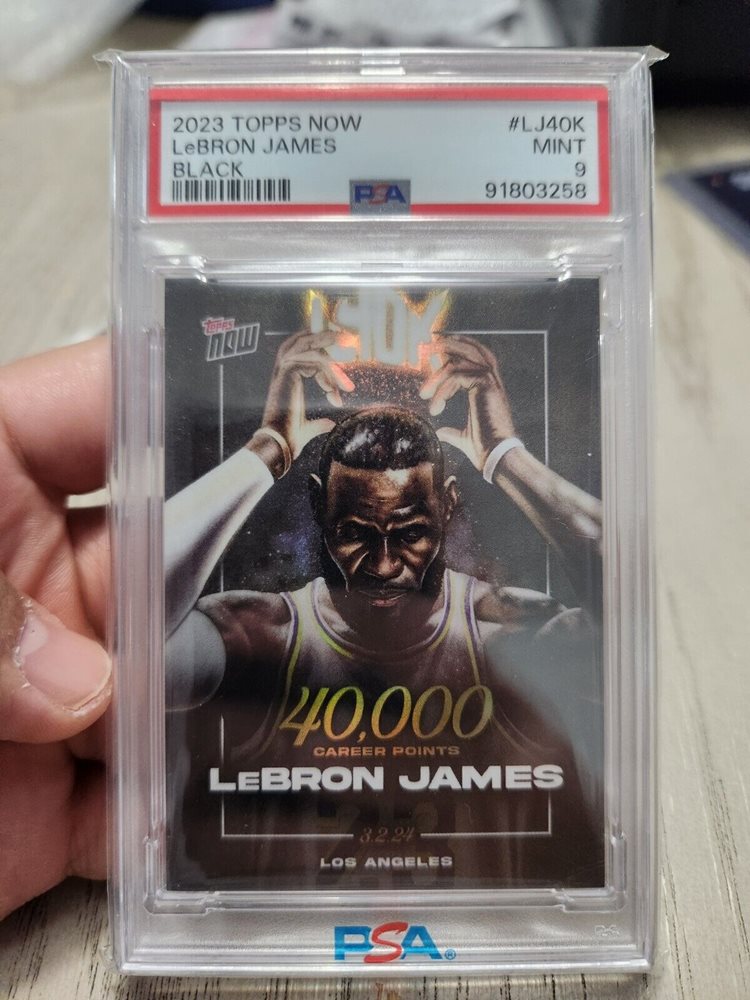 2023 TOPPS NOW #LJ40K
LeBRON JAMES MINT
BLACK 9
PSA 91803258
TOPPS
NOW
40K
40,000
CAREER POINTS
LeBRON JAMES
3.2.24
LOS ANGELES
PSA®